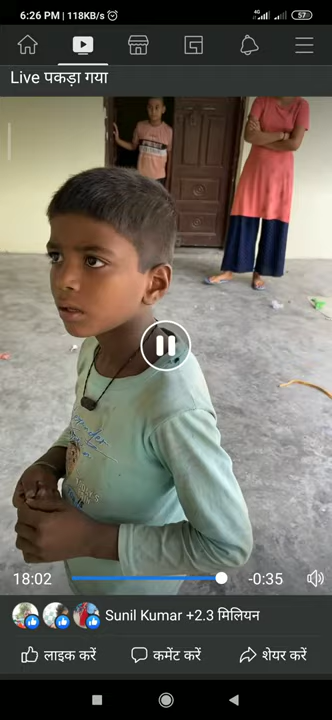 6:26 PM | 118KB/s
4G
57
Live पकड़ा गया
18:02
-0:35
Sunil Kumar +2.3 मिलियन
लाइक करें
कमेंट करें
शेयर करें